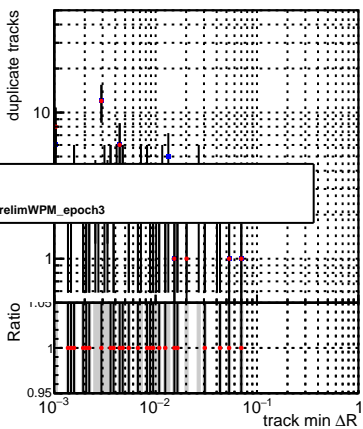 duplicate tracks
10
relimWPM_epoch3
1
Ratio
1.05
1
0.95
10⁻³ 10⁻² 10⁻¹ 1
track min ΔR